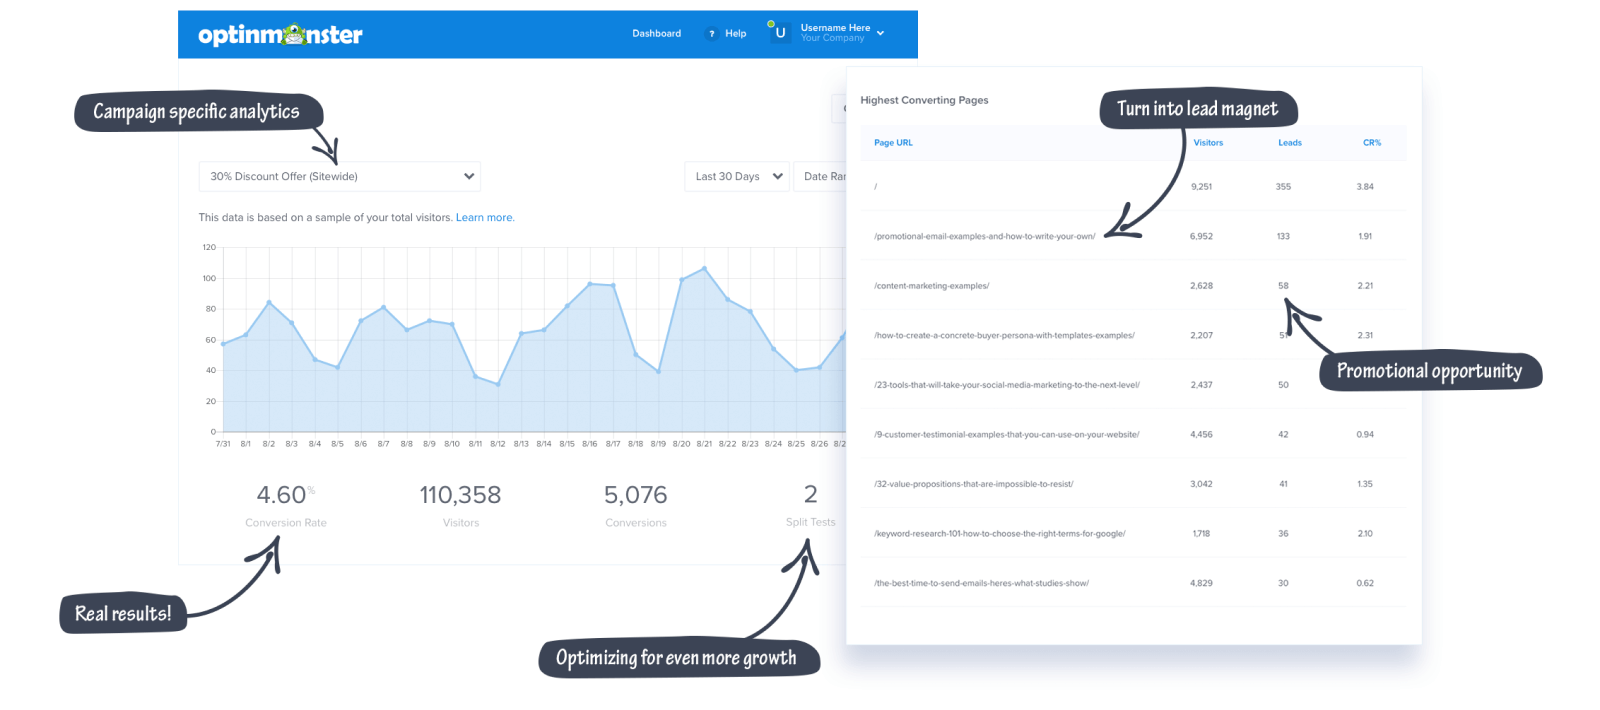 optinmonster
Dashboard
? Help
U
Username Here
Your Company
Campaign specific analytics
30% Discount Offer (Sitewide)
Last 30 Days
Date
This data is based on a sample of your total visitors. Learn more.
120
100
80
60
40
20
0
7/31 8/1 8/2 8/3 8/4 8/5 8/6 8/7 8/8 8/9 8/10 8/11 8/12 8/13 8/14 8/15 8/16 8/17 8/18 8/19 8/20 8/21 8/22 8/23 8/24 8/25 8/26
4.60% 110,358 5,076 2
Conversion Rate Visitors Conversions Split Tests
Real results!
Optimizing for even more growth
Highest Converting Pages
Turn into lead magnet
Page URL Visitors Leads CR%
/ 9,251 355 3.84
/promotional-email-examples-and-how-to-write-your-own/ 6,952 133 1.91
/content-marketing-examples/ 2,628 58 2.21
/how-to-create-a-concrete-buyer-persona-with-templates-examples/ 2,207 51 2.31
Promotional opportunity
/23-tools-that-will-take-your-social-media-marketing-to-the-next-level/ 2,437 50
/9-customer-testimonial-examples-that-you-can-use-on-your-website/ 4,456 42 0.94
/32-value-propositions-that-are-impossible-to-resist/ 3,042 41 1.35
/keyword-research-101-how-to-choose-the-right-terms-for-google/ 1,718 36 2.10
/the-best-time-to-send-emails-heres-what-studies-show/ 4,829 30 0.62